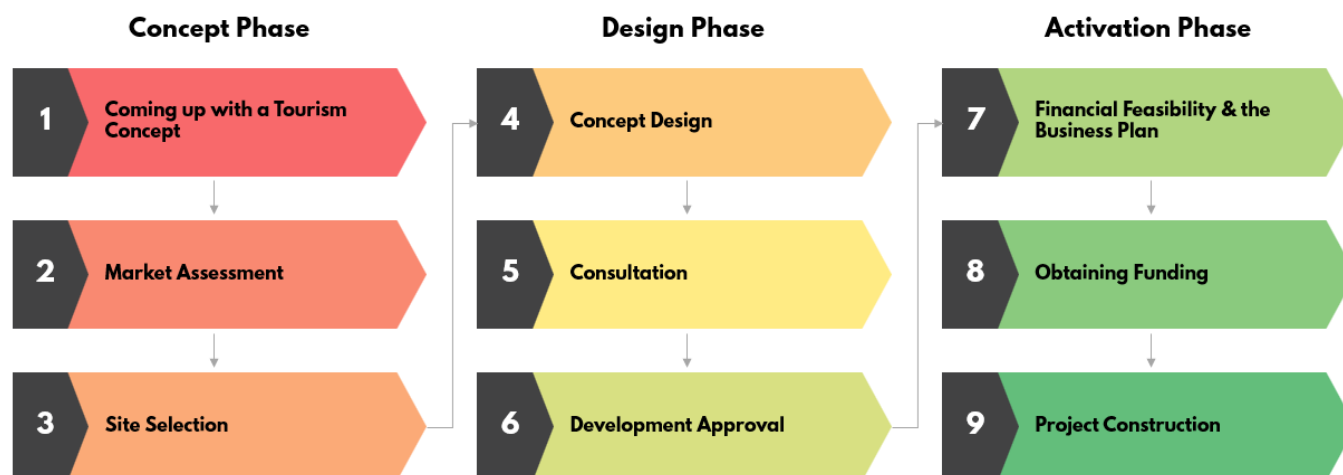 Concept Phase
1
Coming up with a Tourism
Concept
2
Market Assessment
3
Site Selection
Design Phase
4
Concept Design
5
Consultation
6
Development Approval
Activation Phase
7
Financial Feasibility & the
Business Plan
8
Obtaining Funding
9
Project Construction